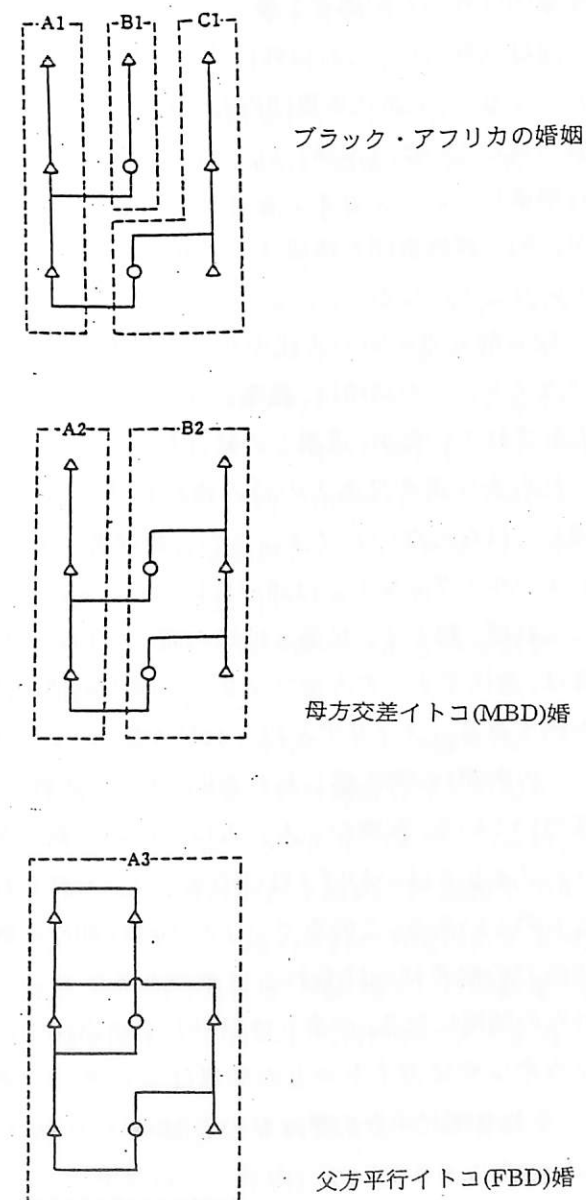 A1 B1 C1
ブラック・アフリカの婚姻
A2 B2
母方交差イトコ(MBD)婚
A3
父方平行イトコ(FBD)婚